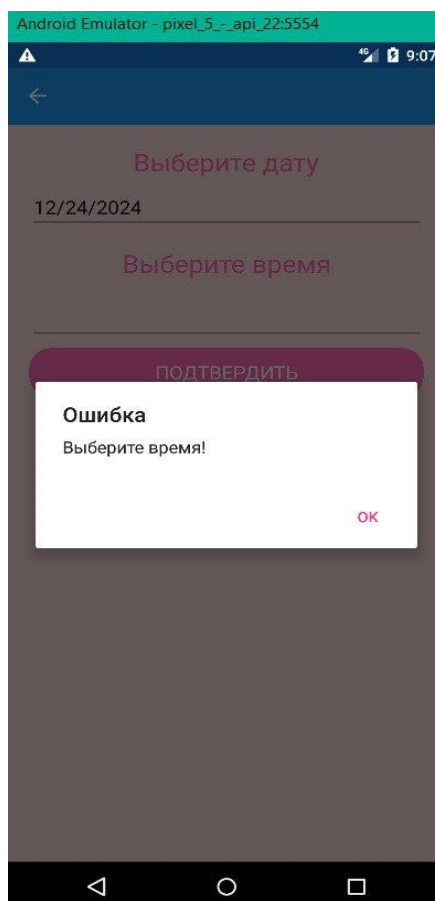 Android Emulator - pixel_5_-_api_22:5554
4G 9:07
Выберите дату
12/24/2024
Выберите время
ПОДТВЕРДИТЬ
Ошибка
Выберите время!
OK